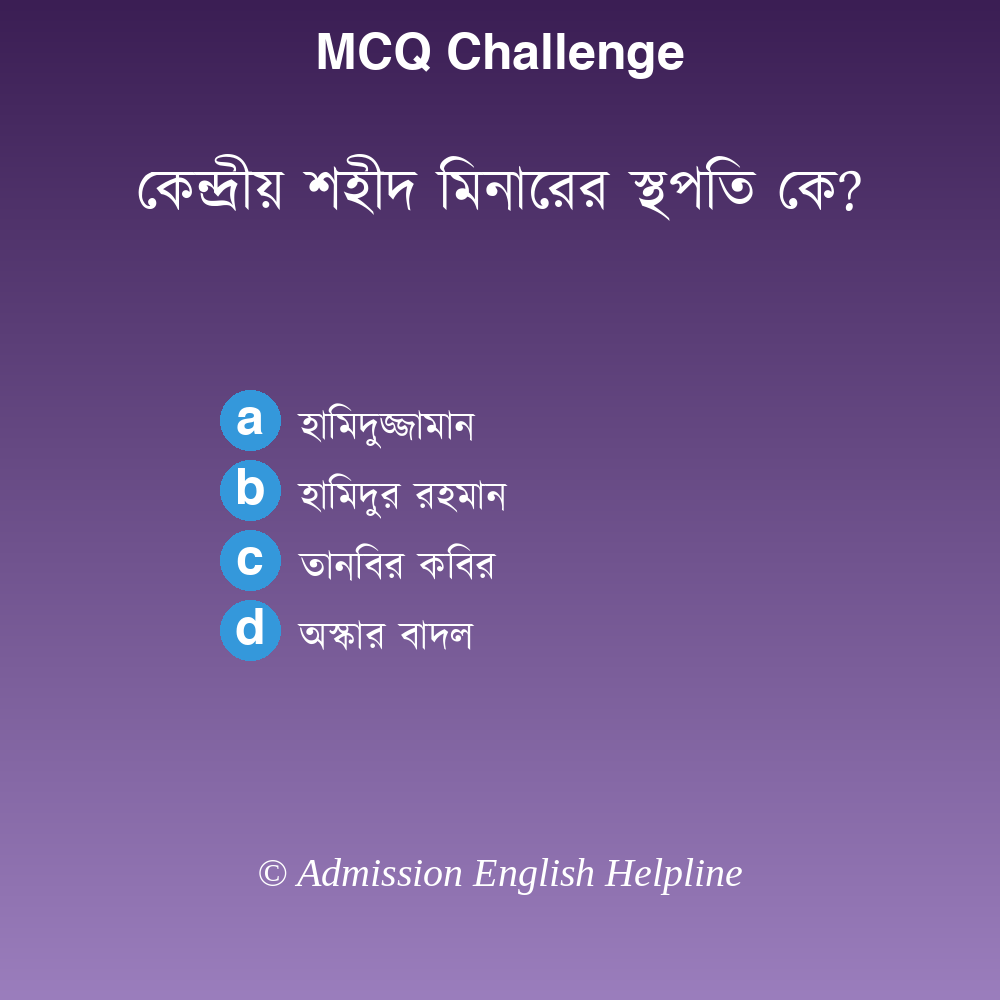 MCQ Challenge
কেন্দ্রীয় শহীদ মিনারের স্থপতি কে?
a হামিদুজ্জামান
b হামিদুর রহমান
c তানবির কবির
d অস্কার বাদল
© Admission English Helpline